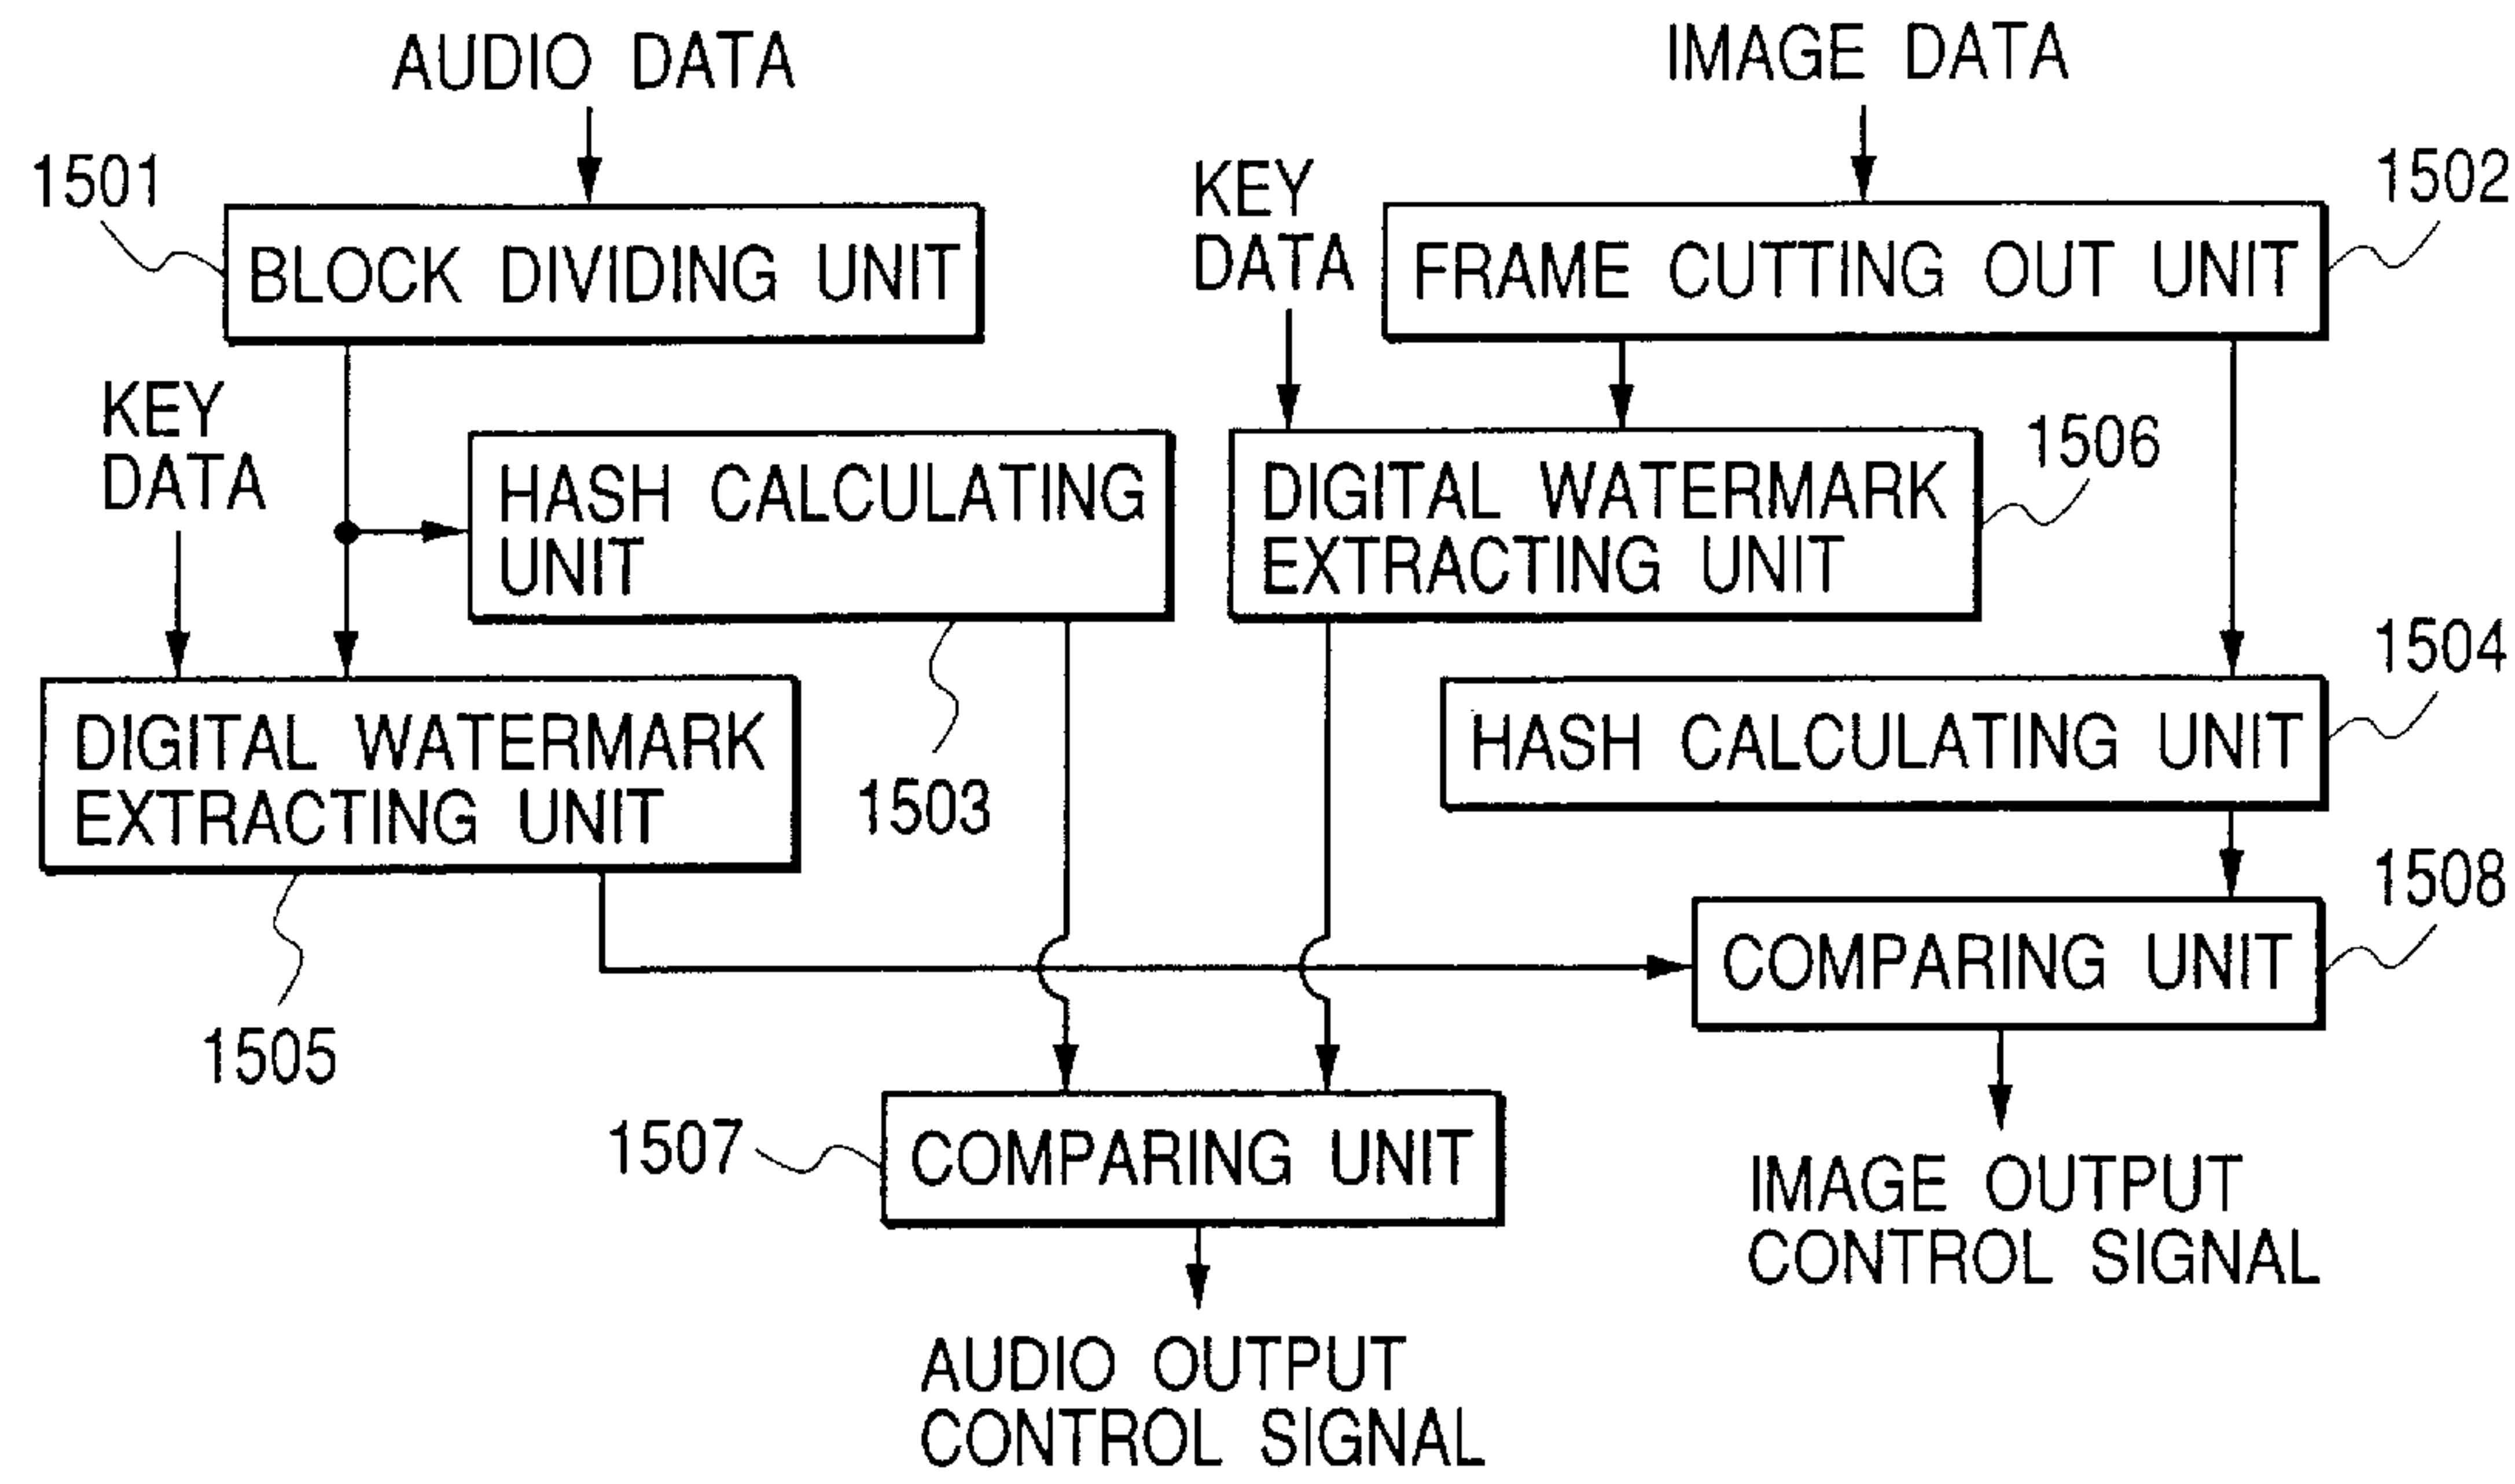 AUDIO DATA
IMAGE DATA
1501
KEY
DATA
1502
BLOCK DIVIDING UNIT
FRAME CUTTING OUT UNIT
KEY
DATA
1506
HASH CALCULATING
UNIT
DIGITAL WATERMARK
EXTRACTING UNIT
1504
DIGITAL WATERMARK
EXTRACTING UNIT
1503
HASH CALCULATING UNIT
1508
COMPARING UNIT
1505
1507
COMPARING UNIT
IMAGE OUTPUT
CONTROL SIGNAL
AUDIO OUTPUT
CONTROL SIGNAL